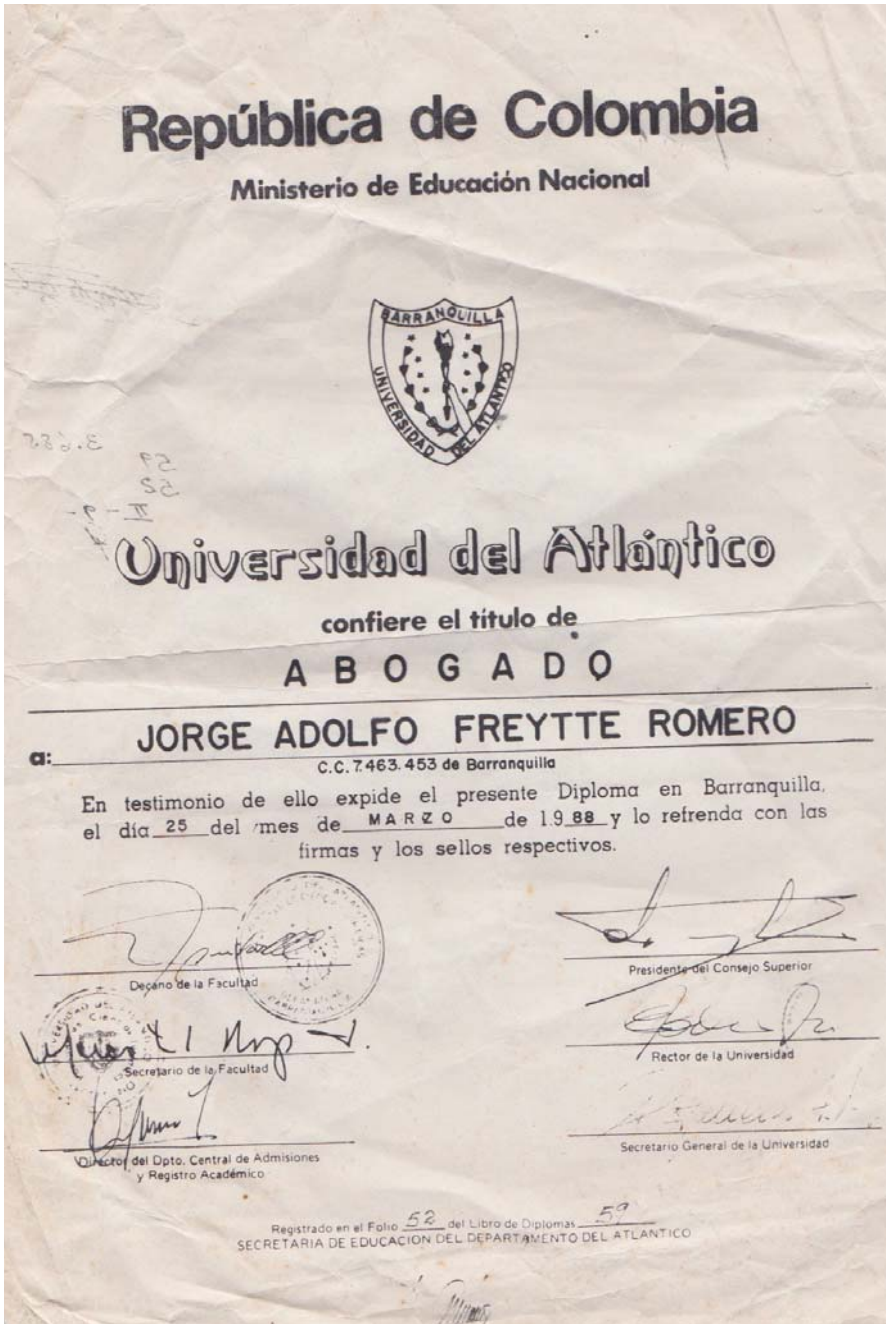 República de Colombia
Ministerio de Educación Nacional
BARRANQUILLA
UNIVERSIDAD DEL ATLANTICO
Universidad del Atlántico
confiere el título de
ABOGADO
a: JORGE ADOLFO FREYTTE ROMERO
C.C. 7.463.453 de Barranquilla
En testimonio de ello expide el presente Diploma en Barranquilla,
el día 25 del mes de MARZO de 19 88 y lo refrenda con las
firmas y los sellos respectivos.
Decano de la Facultad
Presidente del Consejo Superior
Secretario de la Facultad
Rector de la Universidad
Director del Dpto. Central de Admisiones
y Registro Académico
Secretario General de la Universidad
Registrado en el Folio 52 del Libro de Diplomas 59
SECRETARIA DE EDUCACION DEL DEPARTAMENTO DEL ATLANTICO